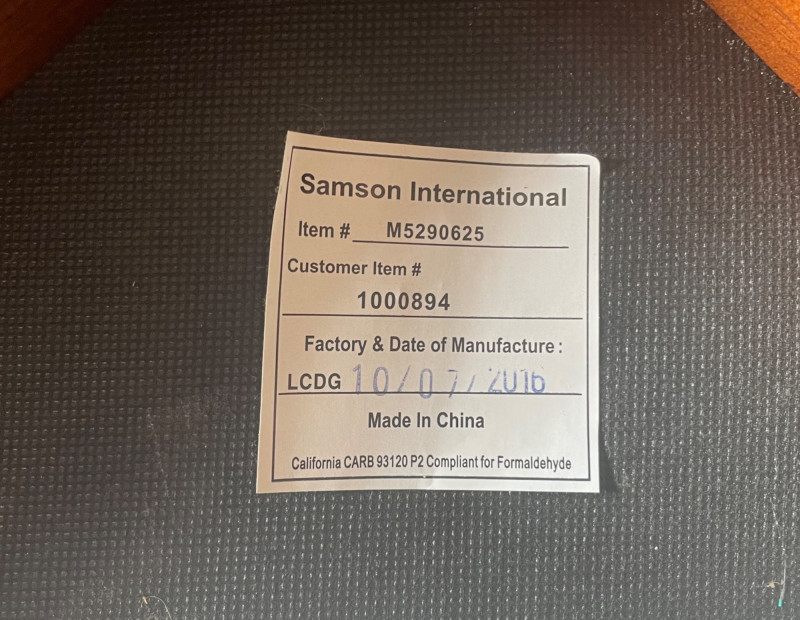 Samson International
Item # M5290625
Customer Item #
1000894
Factory & Date of Manufacture :
LCDG 10/07/2016
Made In China
California CARB 93120 P2 Compliant for Formaldehyde